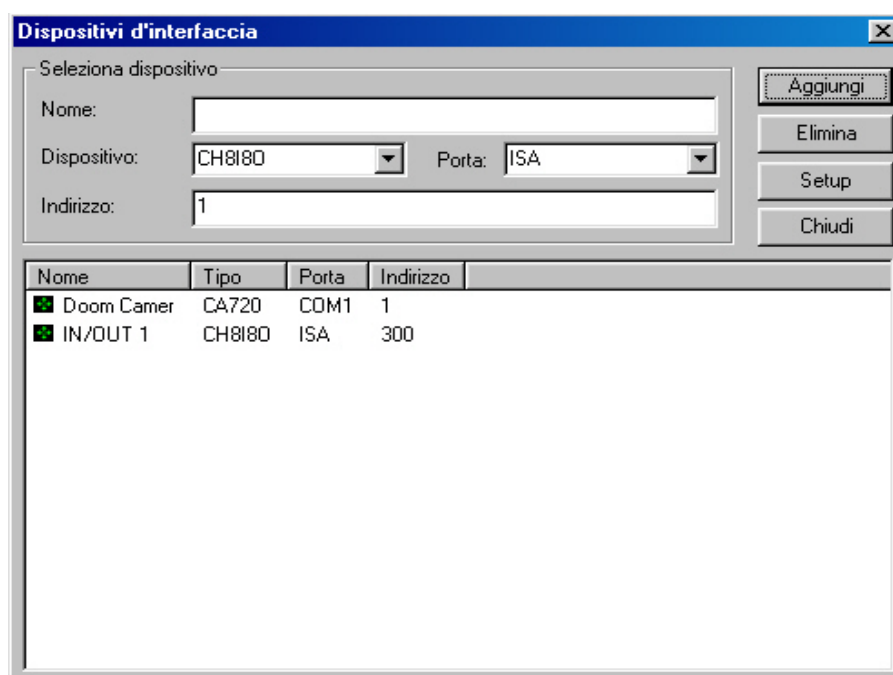 Dispositivi d'interfaccia
Seleziona dispositivo
Nome:
Dispositivo: CH8I8O Porta: ISA
Indirizzo: 1
Aggiungi
Elimina
Setup
Chiudi
Nome Tipo Porta Indirizzo
Doom Camer CA720 COM1 1
IN/OUT 1 CH8I8O ISA 300